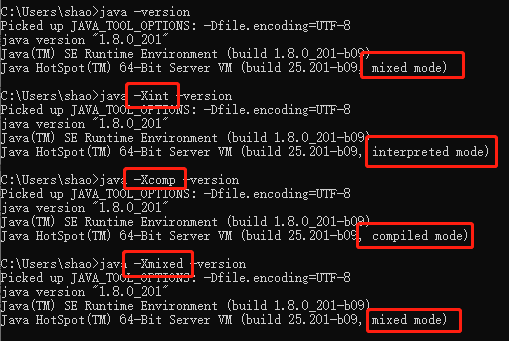 C:\Users\shao>java -version
Picked up JAVA_TOOL_OPTIONS: -Dfile.encoding=UTF-8
java version "1.8.0_201"
Java(TM) SE Runtime Environment (build 1.8.0_201-b09)
Java HotSpot(TM) 64-Bit Server VM (build 25.201-b09, mixed mode)
C:\Users\shao>java -Xint -version
Picked up JAVA_TOOL_OPTIONS: -Dfile.encoding=UTF-8
java version "1.8.0_201"
Java(TM) SE Runtime Environment (build 1.8.0_201-b09)
Java HotSpot(TM) 64-Bit Server VM (build 25.201-b09, interpreted mode)
C:\Users\shao>java -Xcomp -version
Picked up JAVA_TOOL_OPTIONS: -Dfile.encoding=UTF-8
java version "1.8.0_201"
Java(TM) SE Runtime Environment (build 1.8.0_201-b09)
Java HotSpot(TM) 64-Bit Server VM (build 25.201-b09, compiled mode)
C:\Users\shao>java -Xmixed -version
Picked up JAVA_TOOL_OPTIONS: -Dfile.encoding=UTF-8
java version "1.8.0_201"
Java(TM) SE Runtime Environment (build 1.8.0_201-b09)
Java HotSpot(TM) 64-Bit Server VM (build 25.201-b09, mixed mode)